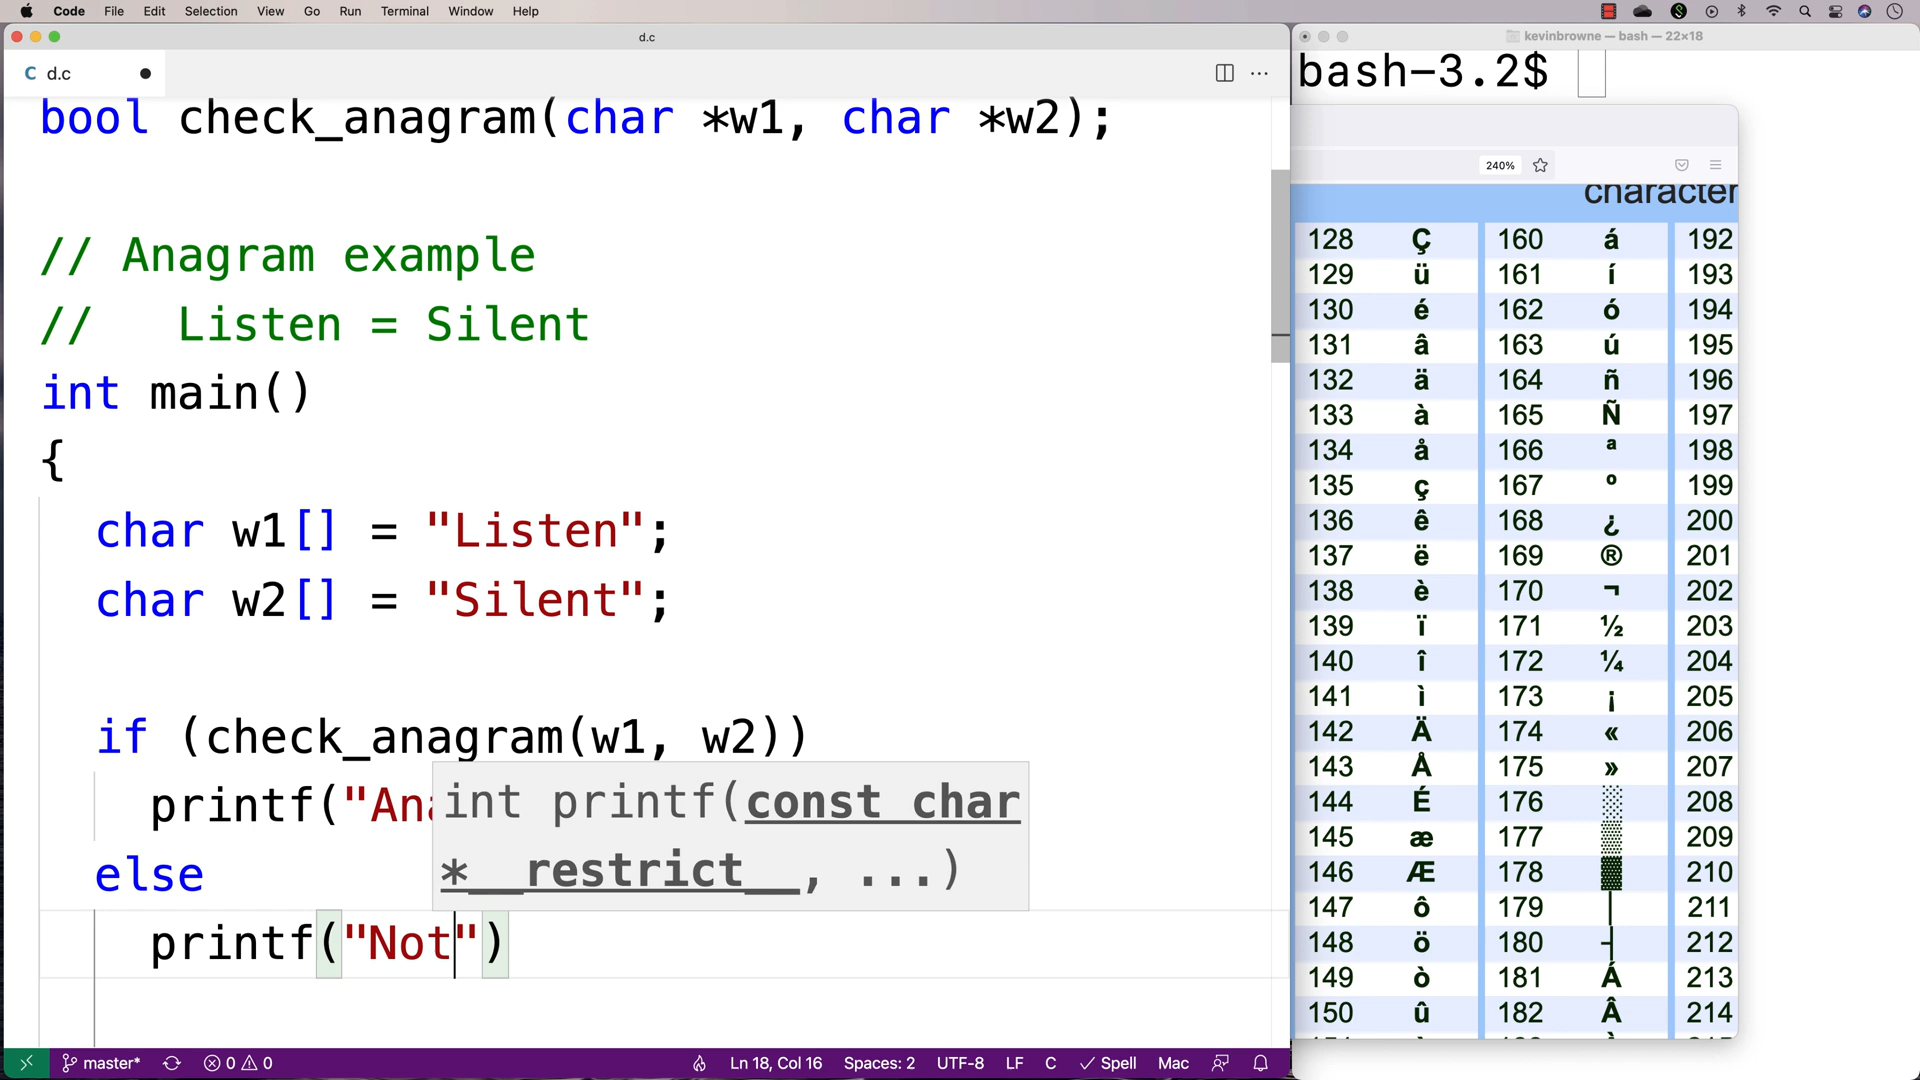 Code File Edit Selection View Go Run Terminal Window Help
d.c
C d.c
bool check_anagram(char *w1, char *w2);
// Anagram example
//   Listen = Silent
int main()
{
char w1[] = "Listen";
char w2[] = "Silent";
if (check_anagram(w1, w2))
printf("Ana
int printf(const char
*__restrict__, ...)
else
printf("Not")
master* 0 0 Ln 18, Col 16 Spaces: 2 UTF-8 LF C Spell Mac
kevinbrowne — bash — 22×18
bash-3.2$
240%
character
128 Ç 160 á 192
129 ü 161 í 193
130 é 162 ó 194
131 â 163 ú 195
132 ä 164 ñ 196
133 à 165 Ñ 197
134 å 166 ª 198
135 ç 167 º 199
136 ê 168 ¿ 200
137 ë 169 ® 201
138 è 170 ¬ 202
139 ï 171 ½ 203
140 î 172 ¼ 204
141 ì 173 ¡ 205
142 Ä 174 « 206
143 Å 175 » 207
144 É 176 ░ 208
145 æ 177 ▒ 209
146 Æ 178 ▓ 210
147 ô 179 │ 211
148 ö 180 ┤ 212
149 ò 181 Á 213
150 û 182 Â 214